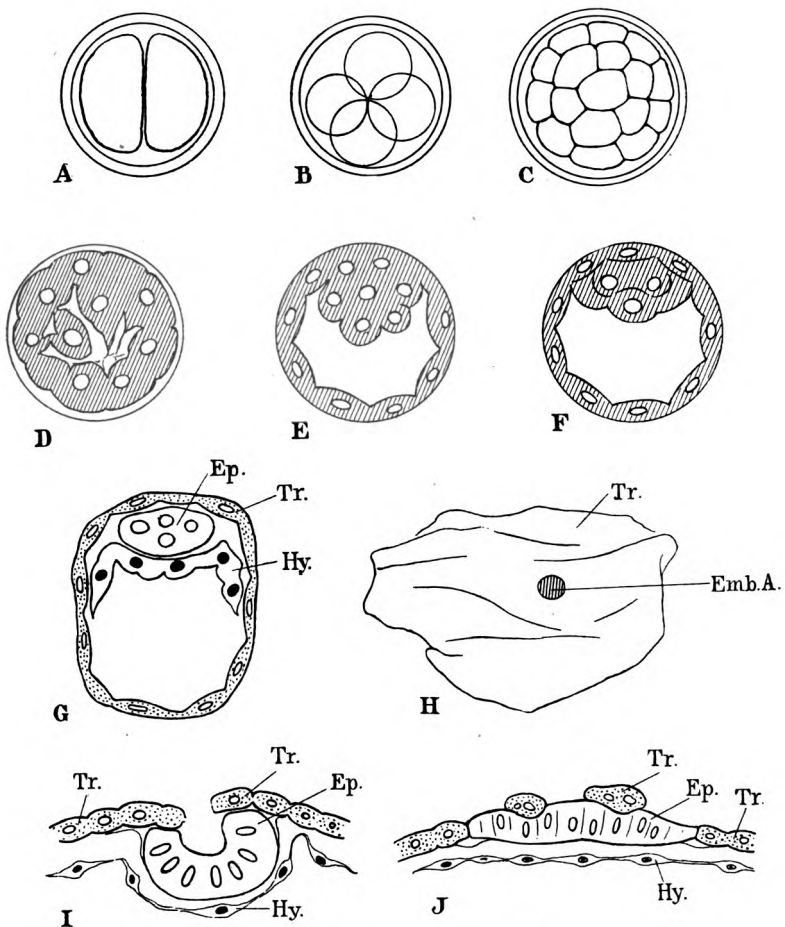 A
B
C
D
E
F
Ep.
Tr.
Hy.
G
Tr.
Emb.A.
H
Tr.
Tr.
Ep.
Hy.
I
Tr.
Ep.
Tr.
Hy.
J